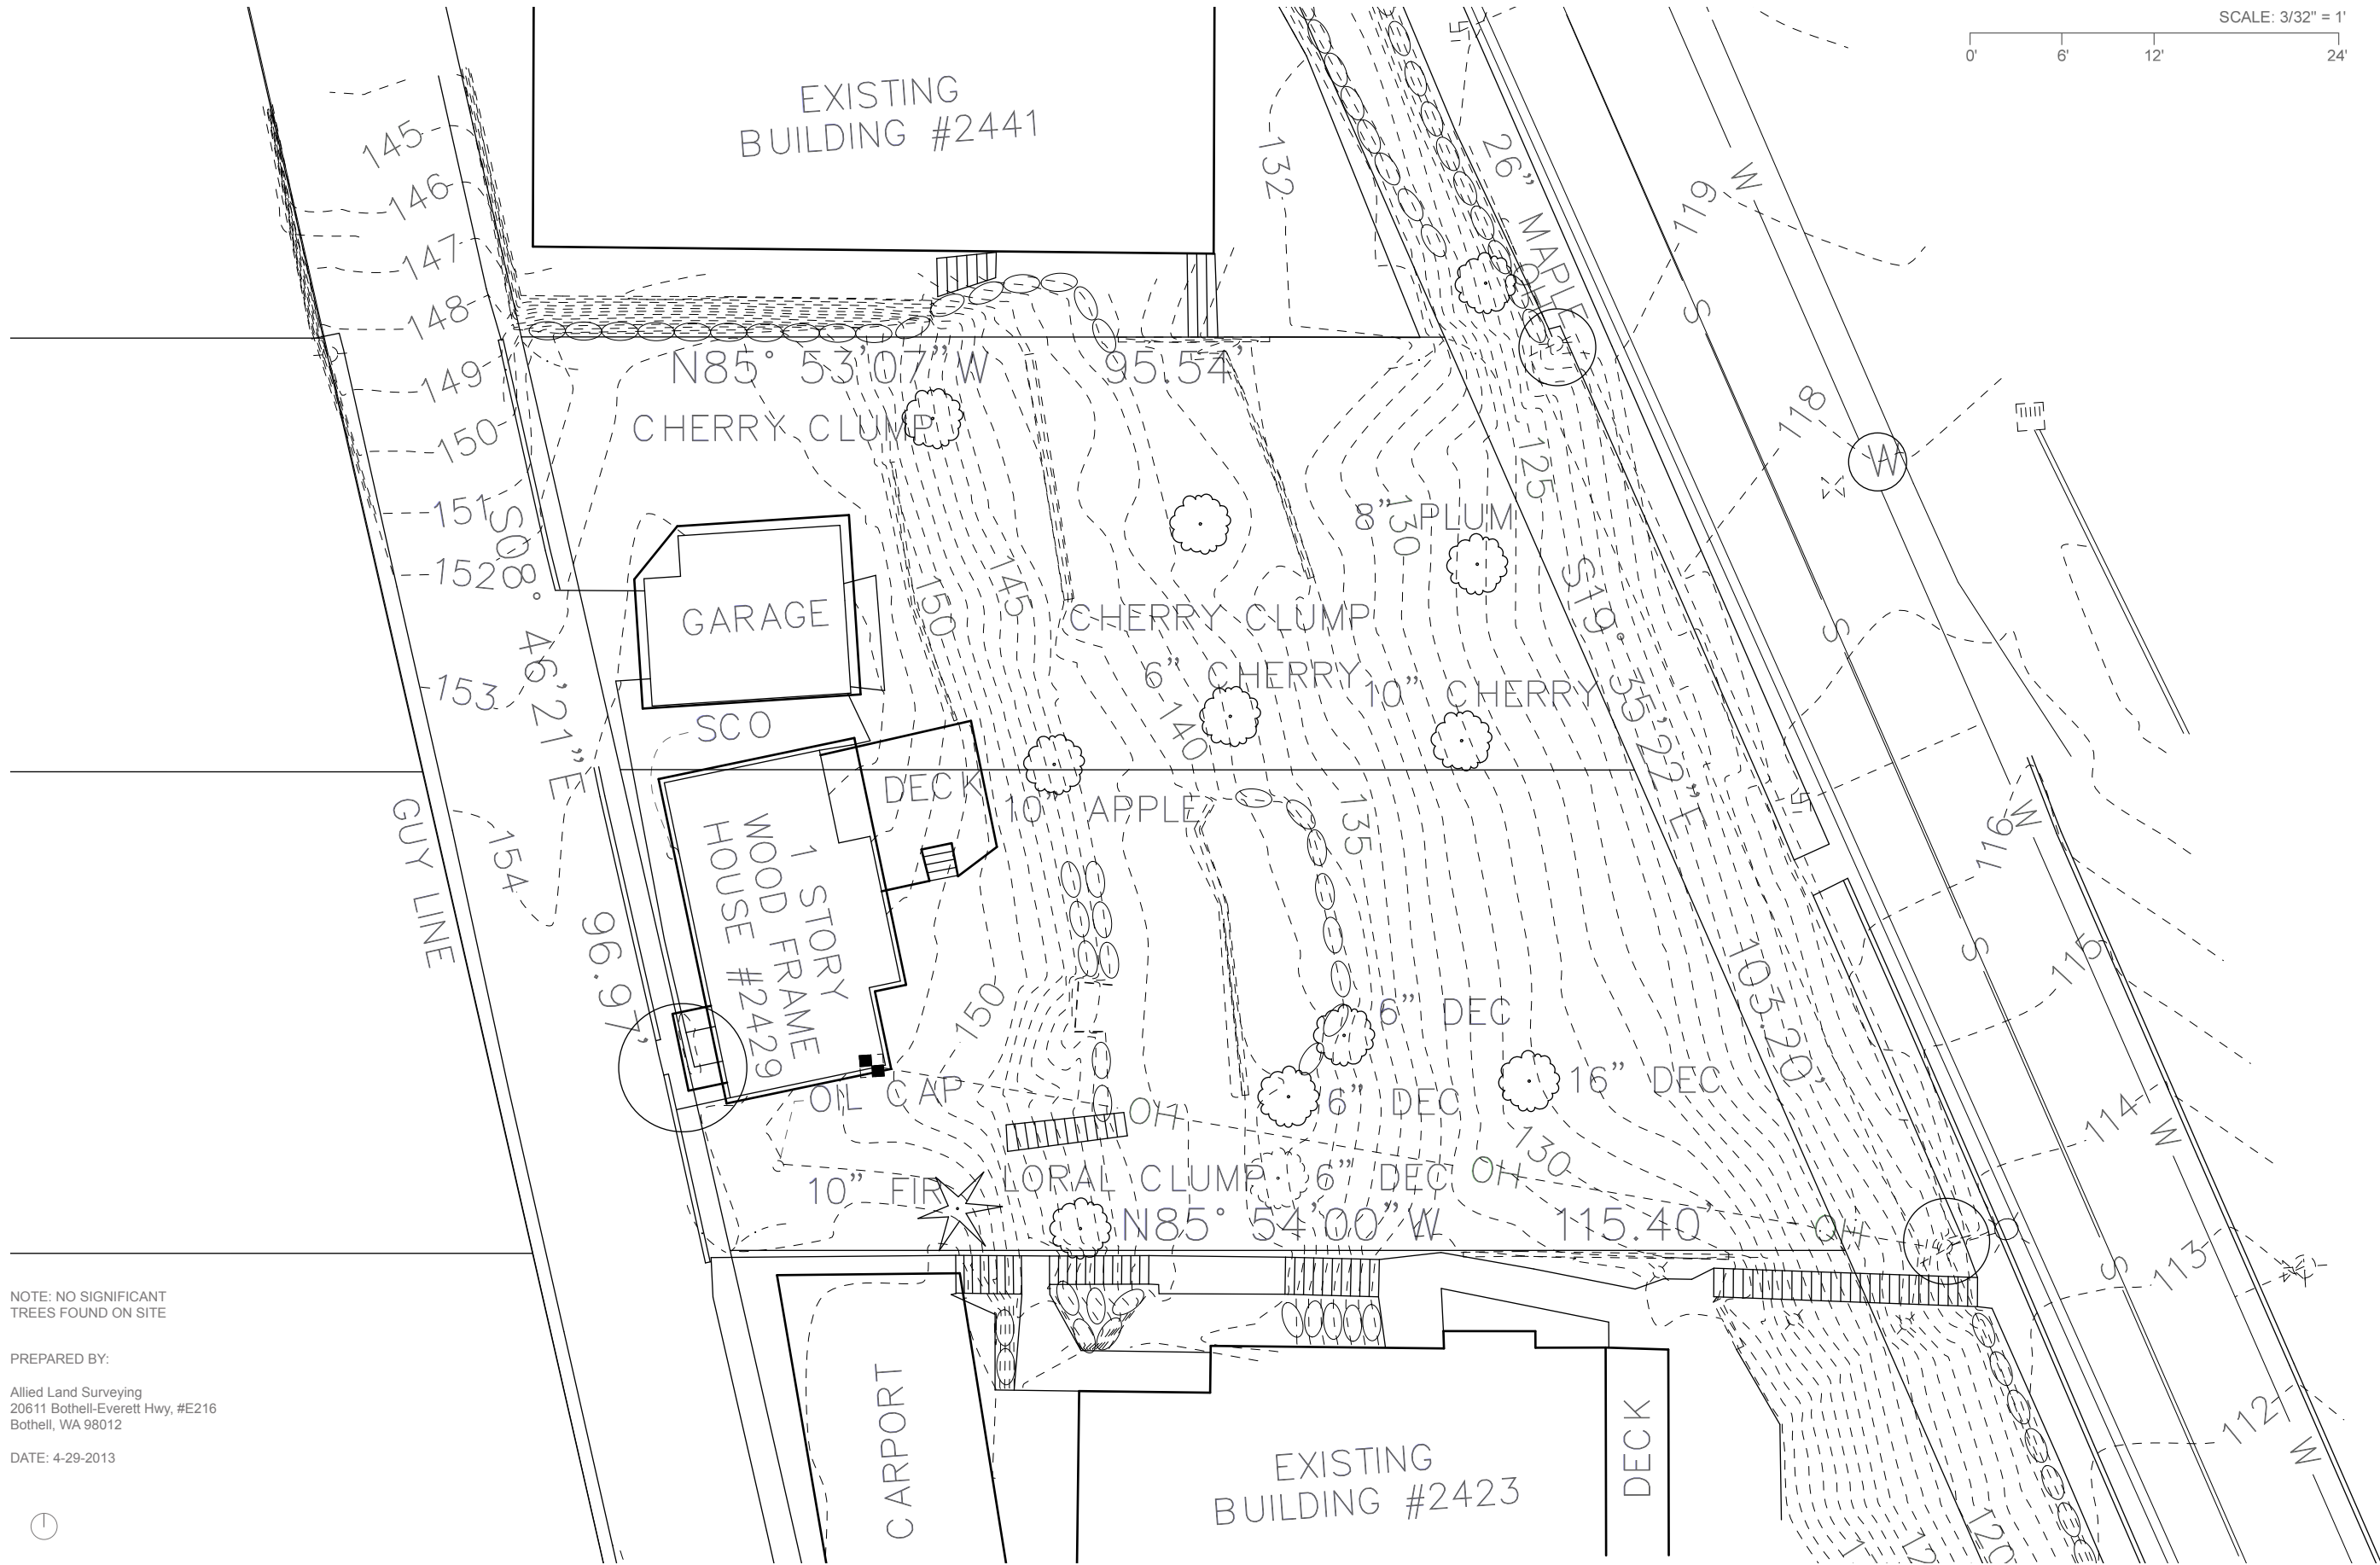 SCALE: 3/32" = 1'
0' 6' 12' 24'
EXISTING
BUILDING #2441
145
146
147
148
149
150
151
152
153
154
132
26” MAPLE
OH
119
118
116
115
114
113
112
W
W
W
W
W
S
S
S
S
N85° 53’07”W 95.54’
CHERRY CLUMP
S08° 46’21”E
96.97’
GARAGE
150
145
125
8” PLUM
130
CHERRY CLUMP
6” CHERRY
10” CHERRY
140
S19° 35’22”E
103.20’
SCO
DECK
10” APPLE
135
GUY LINE
1 STORY
WOOD FRAME
HOUSE #2429
150
6” DEC
16” DEC
6” DEC
OIL CAP
OH
130
10” FIR
LORAL CLUMP
6” DEC
OH
N85° 54’00”W 115.40’
OH
CARPORT
EXISTING
BUILDING #2423
DECK
120
NOTE: NO SIGNIFICANT
TREES FOUND ON SITE
PREPARED BY:
Allied Land Surveying
20611 Bothell-Everett Hwy, #E216
Bothell, WA 98012
DATE: 4-29-2013